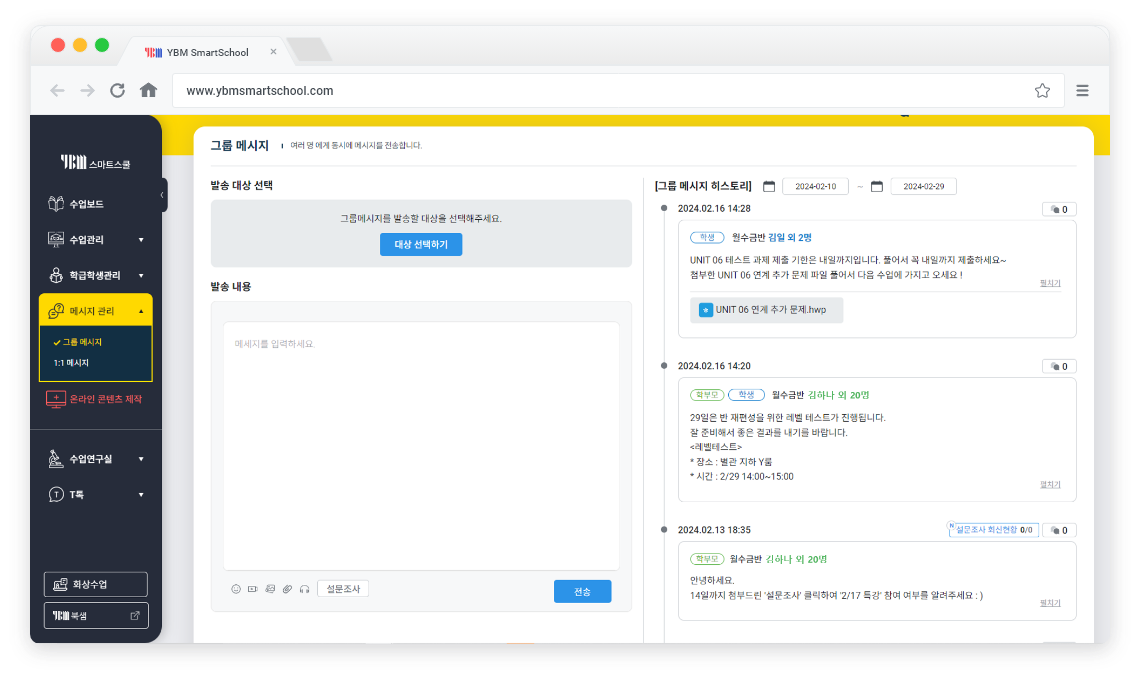 YBM SmartSchool
www.ybmsmartschool.com
YBM 스마트스쿨
수업보드
수업관리
학급학생관리
메시지 관리
그룹 메시지
1:1 메시지
온라인 콘텐츠 제작
수업연구실
T톡
화상수업
YBM 북샘
그룹 메시지
여러 명 에게 동시에 메시지를 전송합니다.
발송 대상 선택
그룹메시지를 발송할 대상을 선택해주세요.
대상 선택하기
발송 내용
메세지를 입력하세요
설문조사
전송
[그룹 메시지 히스토리] 2024-02-10 ~ 2024-02-29
2024.02.16 14:28 0
학생 월수금반 김일 외 2명
UNIT 06 테스트 과제 제출 기한은 내일까지입니다. 풀어서 꼭 내일까지 제출하세요~
첨부한 UNIT 06 연계 추가 문제 파일 풀어서 다음 수업에 가지고 오세요 !
펼치기
UNIT 06 연계 추가 문제.hwp
2024.02.16 14:20 0
학부모 학생 월수금반 김하나 외 20명
29일은 반 재편성을 위한 레벨 테스트가 진행됩니다.
잘 준비해서 좋은 결과를 내기를 바랍니다.
<레벨테스트>
* 장소 : 별관 지하 Y룸
* 시간 : 2/29 14:00~15:00
펼치기
2024.02.13 18:35 N 설문조사 회신현황 0/0 0
학부모 월수금반 김하나 외 20명
안녕하세요.
14일까지 첨부드린 '설문조사' 클릭하여 '2/17 특강' 참여 여부를 알려주세요 : )
펼치기